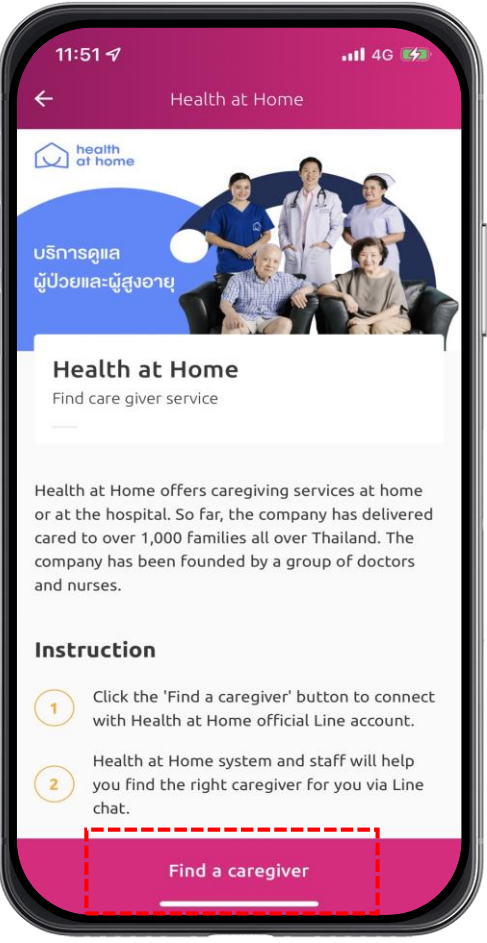 11:51
4G
Health at Home
health
at home
บริการดูแล
ผู้ป่วยและผู้สูงอายุ
Health at Home
Find care giver service
Health at Home offers caregiving services at home
or at the hospital. So far, the company has delivered
cared to over 1,000 families all over Thailand. The
company has been founded by a group of doctors
and nurses.
Instruction
1
Click the 'Find a caregiver' button to connect
with Health at Home official Line account.
2
Health at Home system and staff will help
you find the right caregiver for you via Line
chat.
Find a caregiver